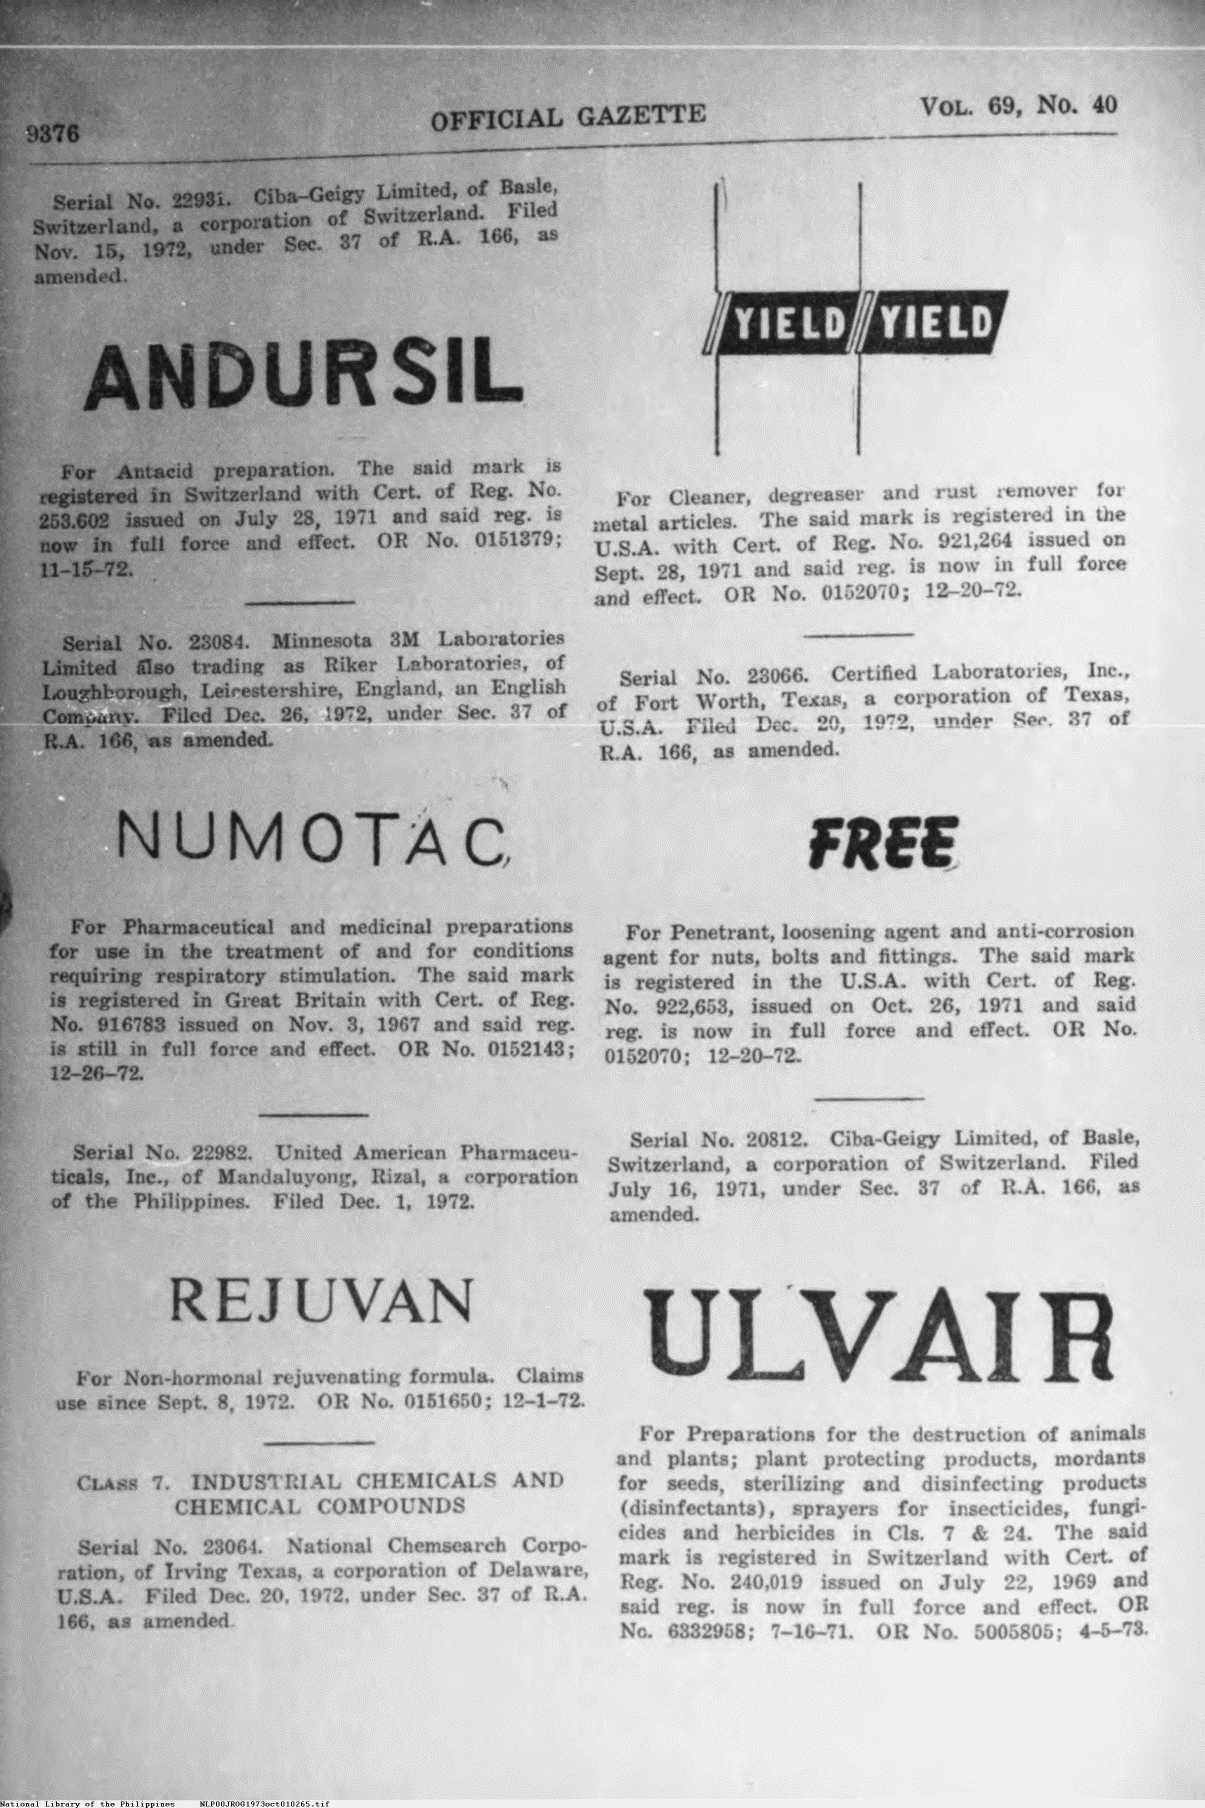 9376
OFFICIAL GAZETTE
VOL. 69, No. 40
Serial No. 22931. Ciba–Geigy Limited, of Basle,
Switzerland, a corporation of Switzerland. Filed
Nov. 15, 1972, under Sec. 37 of R.A. 166, as
amended.
ANDURSIL
For Antacid preparation. The said mark is
registered in Switzerland with Cert. of Reg. No.
253.602 issued on July 28, 1971 and said reg. is
now in full force and effect. OR No. 0151379;
11–15–72.
Serial No. 23084. Minnesota 3M Laboratories
Limited also trading as Riker Laboratories, of
Loughborough, Leicestershire, England, an English
Company. Filed Dec. 26, 1972, under Sec. 37 of
R.A. 166, as amended.
NUMOTAC
For Pharmaceutical and medicinal preparations
for use in the treatment of and for conditions
requiring respiratory stimulation. The said mark
is registered in Great Britain with Cert. of Reg.
No. 916783 issued on Nov. 3, 1967 and said reg.
is still in full force and effect. OR No. 0152143;
12–26–72.
Serial No. 22982. United American Pharmaceu-
ticals, Inc., of Mandaluyong, Rizal, a corporation
of the Philippines. Filed Dec. 1, 1972.
REJUVAN
For Non-hormonal rejuvenating formula. Claims
use since Sept. 8, 1972. OR No. 0151650; 12–1–72.
CLASS 7. INDUSTRIAL CHEMICALS AND
CHEMICAL COMPOUNDS
Serial No. 23064. National Chemsearch Corpo-
ration, of Irving Texas, a corporation of Delaware,
U.S.A. Filed Dec. 20, 1972, under Sec. 37 of R.A.
166, as amended.
YIELD YIELD
For Cleaner, degreaser and rust remover for
metal articles. The said mark is registered in the
U.S.A. with Cert. of Reg. No. 921,264 issued on
Sept. 28, 1971 and said reg. is now in full force
and effect. OR No. 0152070; 12–20–72.
Serial No. 23066. Certified Laboratories, Inc.,
of Fort Worth, Texas, a corporation of Texas,
U.S.A. Filed Dec. 20, 1972, under Sec. 37 of
R.A. 166, as amended.
FREE
For Penetrant, loosening agent and anti-corrosion
agent for nuts, bolts and fittings. The said mark
is registered in the U.S.A. with Cert. of Reg.
No. 922,653, issued on Oct. 26, 1971 and said
reg. is now in full force and effect. OR No.
0152070; 12–20–72.
Serial No. 20812. Ciba-Geigy Limited, of Basle,
Switzerland, a corporation of Switzerland. Filed
July 16, 1971, under Sec. 37 of R.A. 166, as
amended.
ULVAIR
For Preparations for the destruction of animals
and plants; plant protecting products, mordants
for seeds, sterilizing and disinfecting products
(disinfectants), sprayers for insecticides, fungi-
cides and herbicides in Cls. 7 & 24. The said
mark is registered in Switzerland with Cert. of
Reg. No. 240,019 issued on July 22, 1969 and
said reg. is now in full force and effect. OR
No. 6332958; 7–16–71. OR No. 5005805; 4–5–73.
National Library of the Philippines NLP00JROG1973oct010265.tif